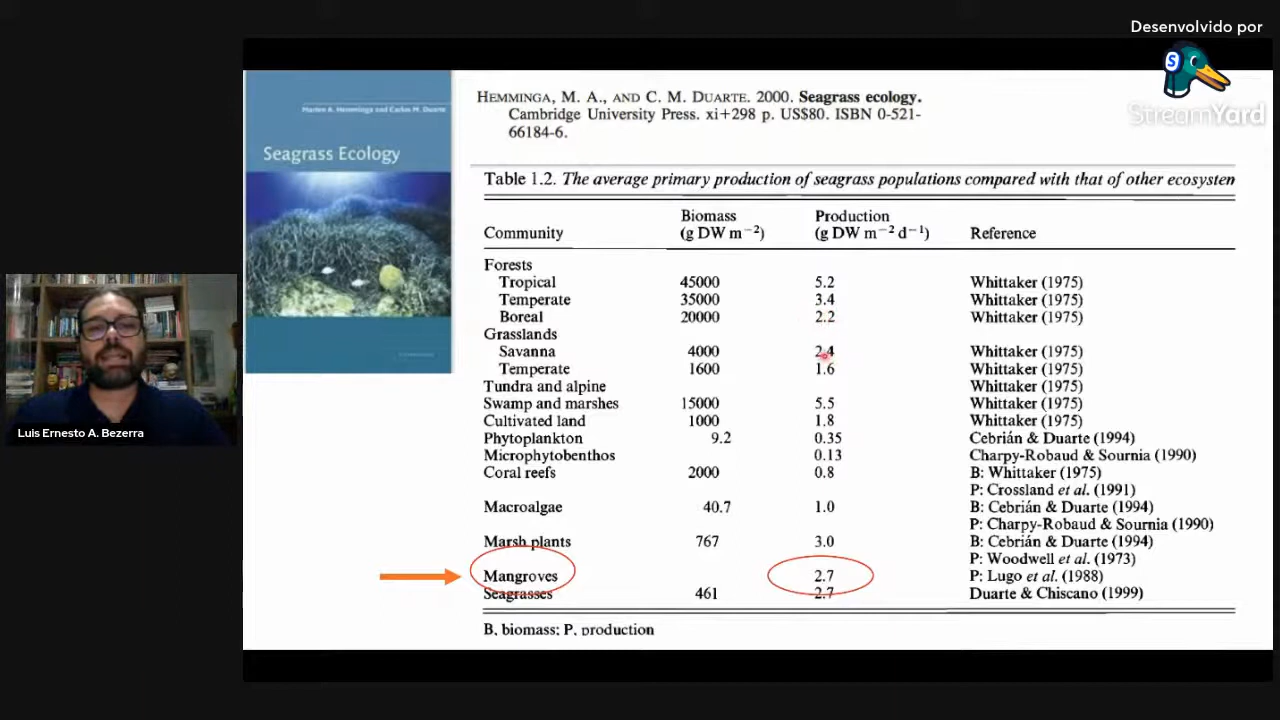 Desenvolvido por
StreamYard
Marten A. Hemminga and Carlos M. Duarte
Seagrass Ecology
HEMMINGA, M. A., AND C. M. DUARTE. 2000. Seagrass ecology.
Cambridge University Press. xi+298 p. US$80. ISBN 0-521-
66184-6.
Table 1.2. The average primary production of seagrass populations compared with that of other ecosysten
Community Biomass (g DW m−2) Production (g DW m−2 d−1) Reference
Forests
Tropical 45000 5.2 Whittaker (1975)
Temperate 35000 3.4 Whittaker (1975)
Boreal 20000 2.2 Whittaker (1975)
Grasslands
Savanna 4000 2.4 Whittaker (1975)
Temperate 1600 1.6 Whittaker (1975)
Tundra and alpine Whittaker (1975)
Swamp and marshes 15000 5.5 Whittaker (1975)
Cultivated land 1000 1.8 Whittaker (1975)
Phytoplankton 9.2 0.35 Cebrián & Duarte (1994)
Microphytobenthos 0.13 Charpy-Robaud & Sournia (1990)
Coral reefs 2000 0.8 B: Whittaker (1975)
P: Crossland et al. (1991)
Macroalgae 40.7 1.0 B: Cebrián & Duarte (1994)
P: Charpy-Robaud & Sournia (1990)
Marsh plants 767 3.0 B: Cebrián & Duarte (1994)
P: Woodwell et al. (1973)
Mangroves 2.7 P: Lugo et al. (1988)
Seagrasses 461 2.7 Duarte & Chiscano (1999)
B, biomass; P, production
Luis Ernesto A. Bezerra